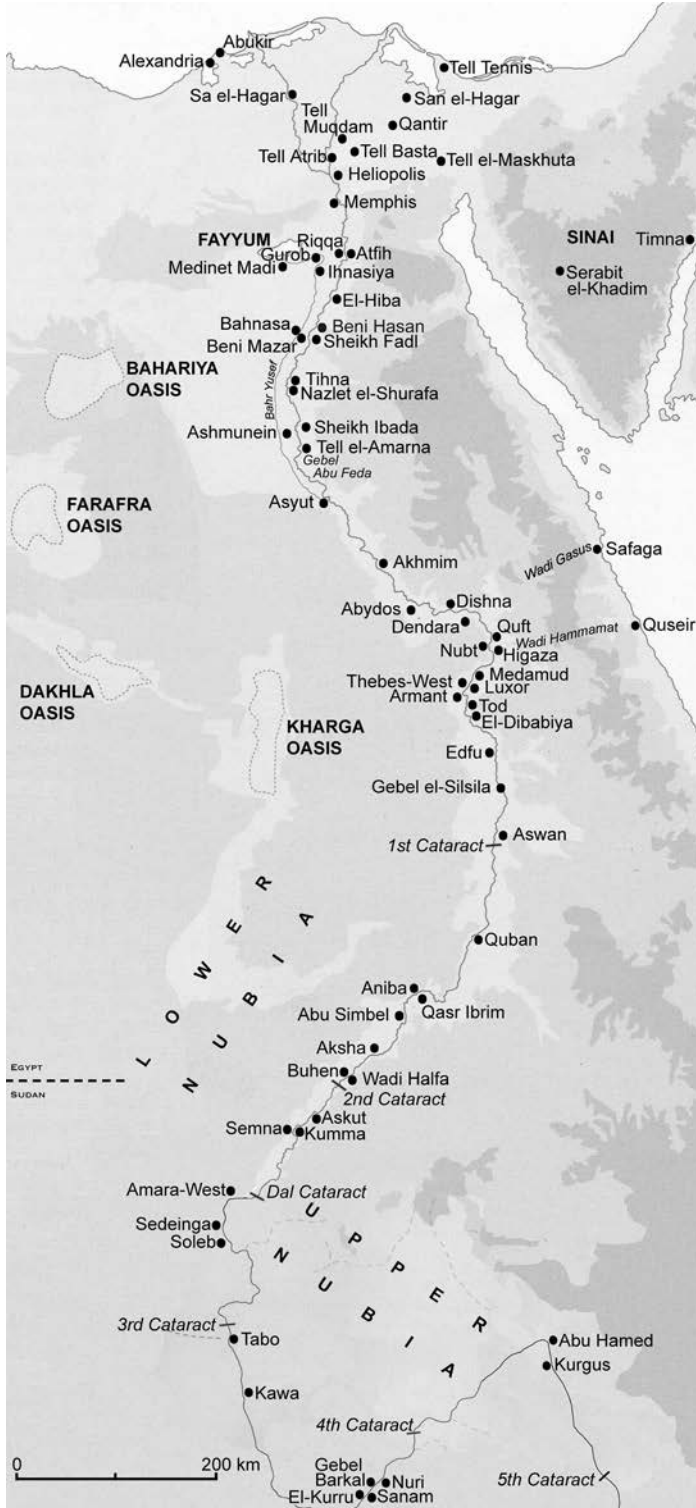 Abukir
Alexandria
Tell Tennis
Sa el-Hagar
San el-Hagar
Tell
Muqdam
Qantir
Tell Atrib
Tell Basta
Tell el-Maskhuta
Heliopolis
Memphis
FAYYUM
Riqqa
SINAI
Timna
Gurob
Atfih
Medinet Madi
Ihnasiya
Serabit
el-Khadim
El-Hiba
Bahnasa
Beni Hasan
Beni Mazar
Sheikh Fadl
BAHARIYA
OASIS
Bahr Yusef
Tihna
Nazlet el-Shurafa
Sheikh Ibada
Ashmunein
Tell el-Amarna
Gebel
Abu Feda
FARAFRA
OASIS
Asyut
Safaga
Wadi Gasus
Akhmim
Dishna
Abydos
Dendara
Quft
Wadi Hammamat
Quseir
Nubt
Higaza
DAKHLA
OASIS
Thebes-West
Medamud
Luxor
Armant
KHARGA
OASIS
Tod
El-Dibabiya
Edfu
Gebel el-Silsila
Aswan
1st Cataract
LOWER
NUBIA
Quban
Aniba
Qasr Ibrim
Abu Simbel
Aksha
EGYPT
SUDAN
Buhen
Wadi Halfa
2nd Cataract
Askut
Semna
Kumma
Amara-West
Dal Cataract
UPPER
NUBIA
Sedeinga
Soleb
3rd Cataract
Tabo
Abu Hamed
Kurgus
Kawa
4th Cataract
0
200 km
Gebel
Barkal
Nuri
5th Cataract
El-Kurru
Sanam